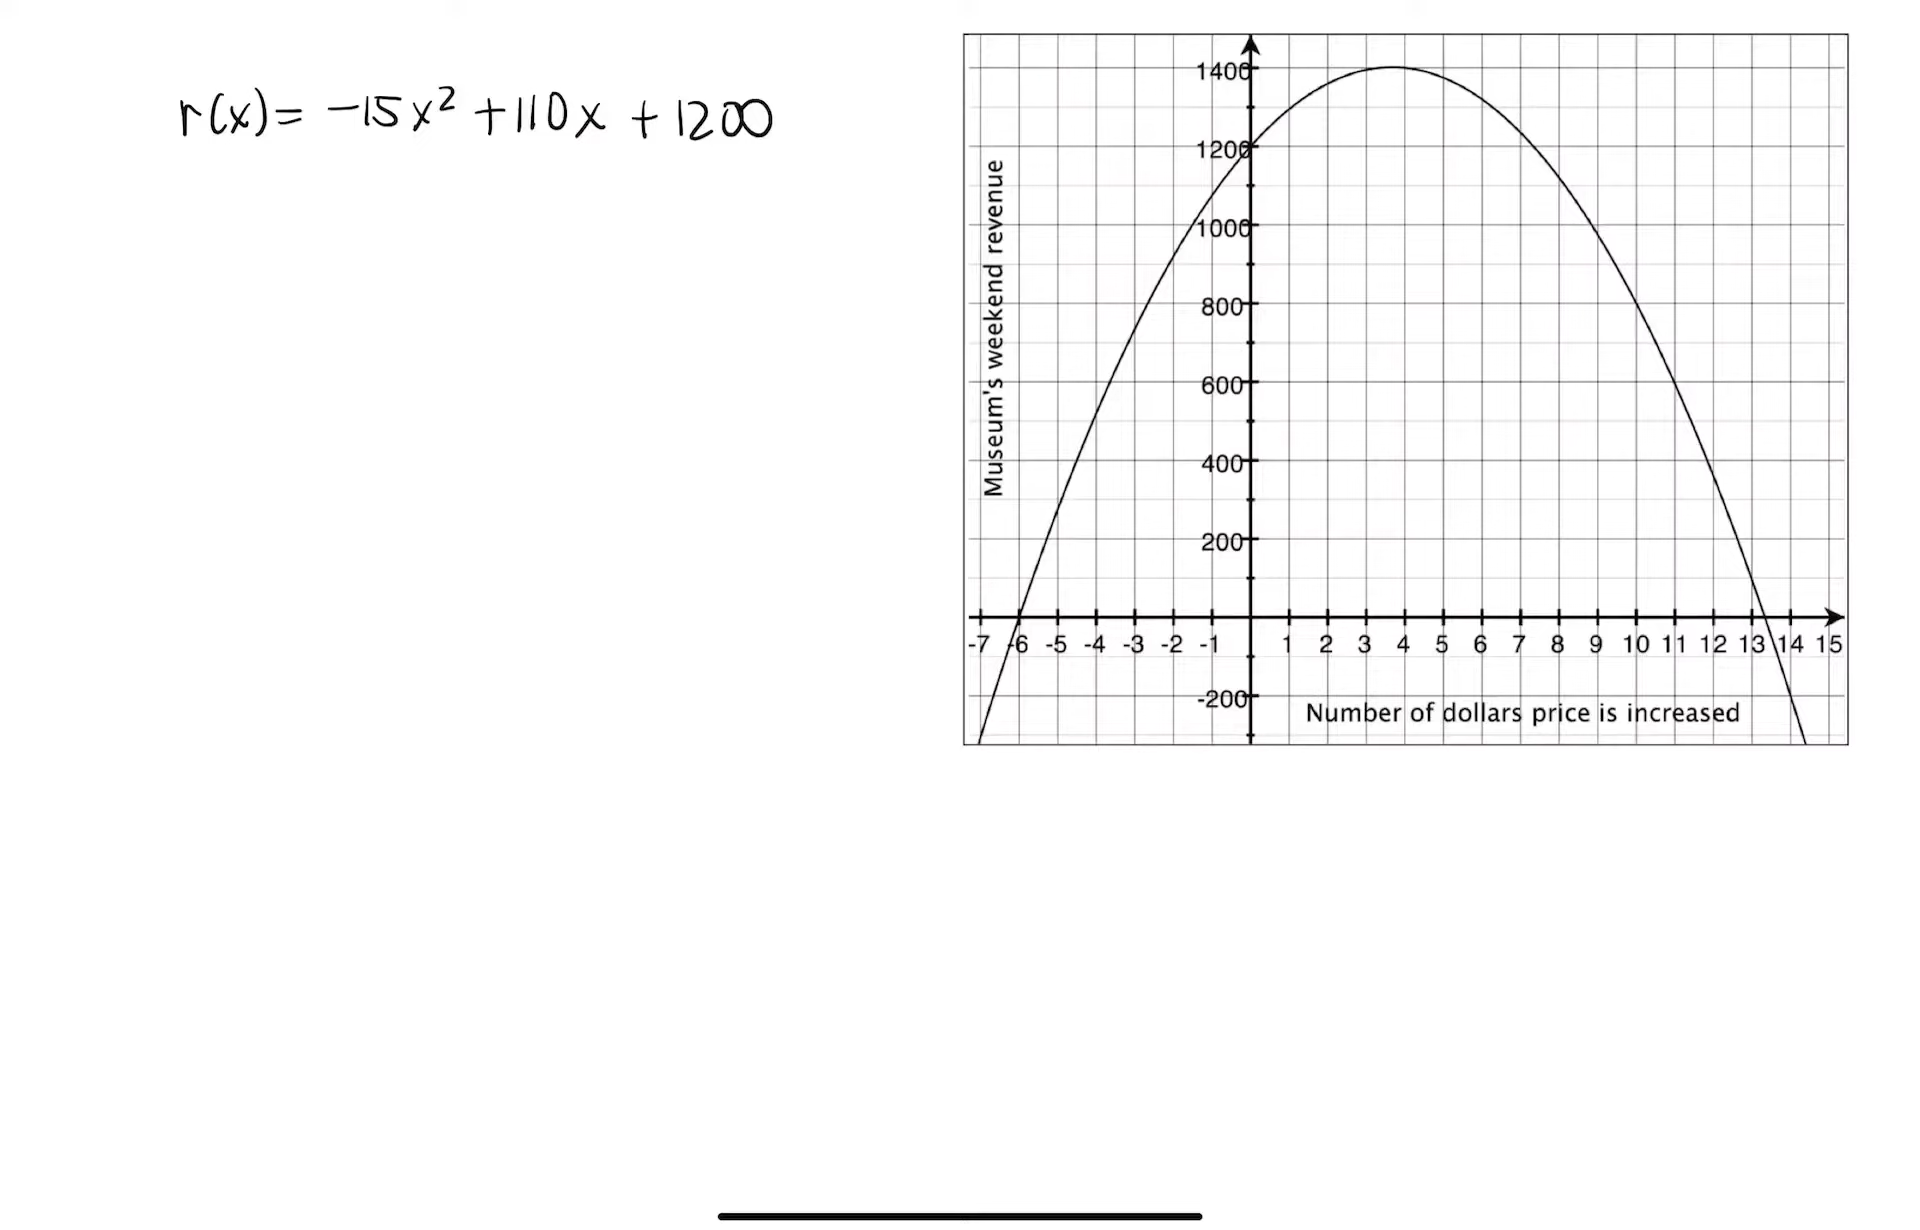 r(x) = -15x² + 110x + 1200
Museum's weekend revenue
1400
1200
1000
800
600
400
200
-7 -6 -5 -4 -3 -2 -1 1 2 3 4 5 6 7 8 9 10 11 12 13 14 15
-200
Number of dollars price is increased